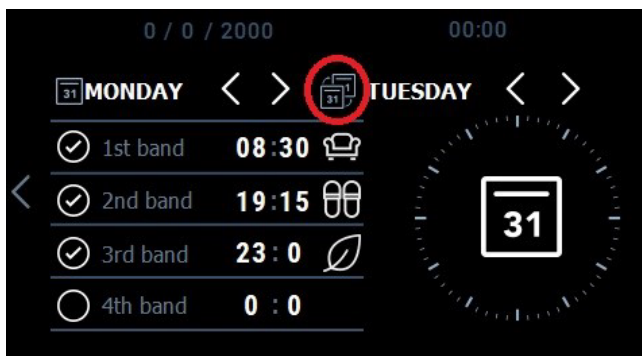 0 / 0 / 2000 00:00
31 MONDAY 31 1 TUESDAY
1st band 08:30
2nd band 19:15
31
3rd band 23:0
4th band 0 : 0